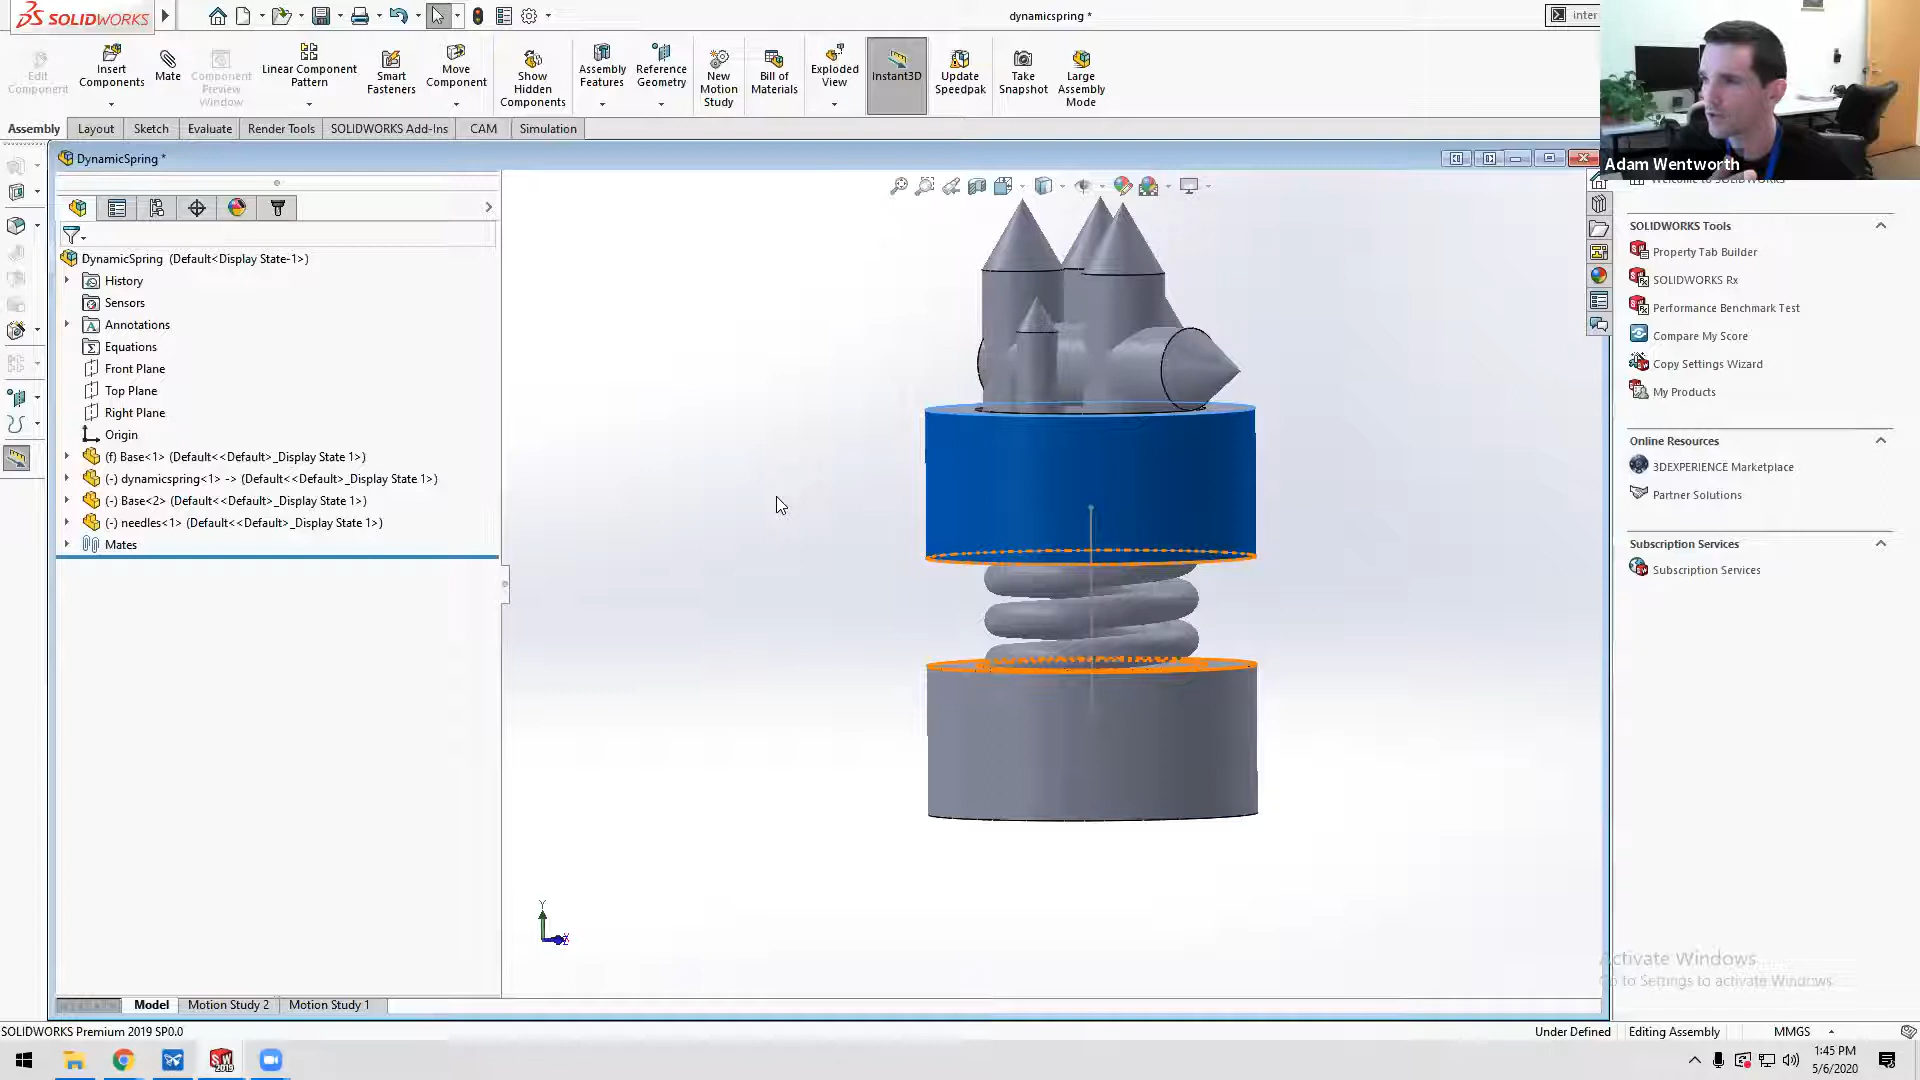 SOLIDWORKS
dynamicspring *
inter
Edit Component
Insert Components
Mate
Component Preview Window
Linear Component Pattern
Smart Fasteners
Move Component
Show Hidden Components
Assembly Features
Reference Geometry
New Motion Study
Bill of Materials
Exploded View
Instant3D
Update Speedpak
Take Snapshot
Large Assembly Mode
Assembly Layout Sketch Evaluate Render Tools SOLIDWORKS Add-Ins CAM Simulation
Adam Wentworth
DynamicSpring *
DynamicSpring (Default<Display State-1>)
History
Sensors
Annotations
Equations
Front Plane
Top Plane
Right Plane
Origin
(f) Base<1> (Default<<Default>_Display State 1>)
(-) dynamicspring<1> -> (Default<<Default>_Display State 1>)
(-) Base<2> (Default<<Default>_Display State 1>)
(-) needles<1> (Default<<Default>_Display State 1>)
Mates
Welcome to SOLIDWORKS
SOLIDWORKS Tools
Property Tab Builder
SOLIDWORKS Rx
Performance Benchmark Test
Compare My Score
Copy Settings Wizard
My Products
Online Resources
3DEXPERIENCE Marketplace
Partner Solutions
Subscription Services
Subscription Services
Y
Activate Windows
Go to Settings to activate Windows.
Model Motion Study 2 Motion Study 1
SOLIDWORKS Premium 2019 SP0.0
Under Defined Editing Assembly MMGS
1:45 PM
5/6/2020